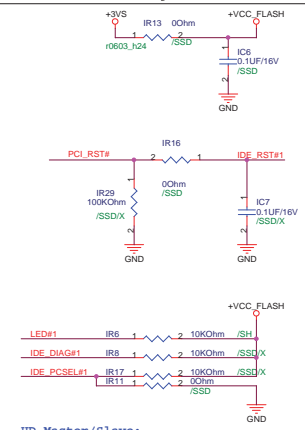 +3VS
IR13
0Ohm
+VCC_FLASH
1
2
r0603_h24
/SSD
1
IC6
0.1UF/16V
/SSD
2
GND
IR16
PCI_RST#
2
1
IDE_RST#1
1
0Ohm
/SSD
1
IR29
100KOhm
/SSD/X
IC7
0.1UF/16V
/SSD/X
2
2
GND
GND
+VCC_FLASH
LED#1
IR6
1
2
10KOhm
/SH
IDE_DIAG#1
IR8
1
2
10KOhm
/SSD/X
IDE_PCSEL#1
IR17
1
2
10KOhm
/SSD/X
IR11
1
2
0Ohm
/SSD
GND